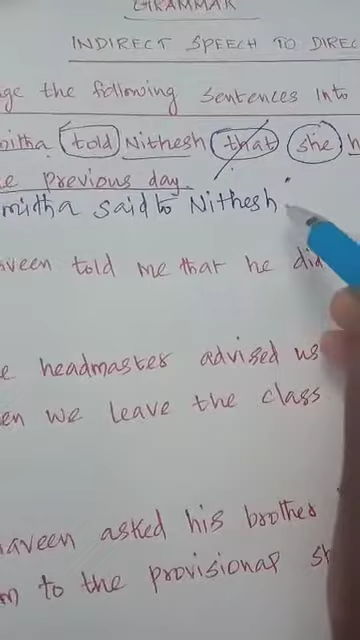 GRAMMAR
INDIRECT SPEECH TO DIREC
ge the following sentences into
mitha told Nithesh that she h
e previous day.
mitha said to Nithesh
aveen told me that he did
e headmaster advised us
en we leave the class
aveen asked his brother
m to the provisional sh